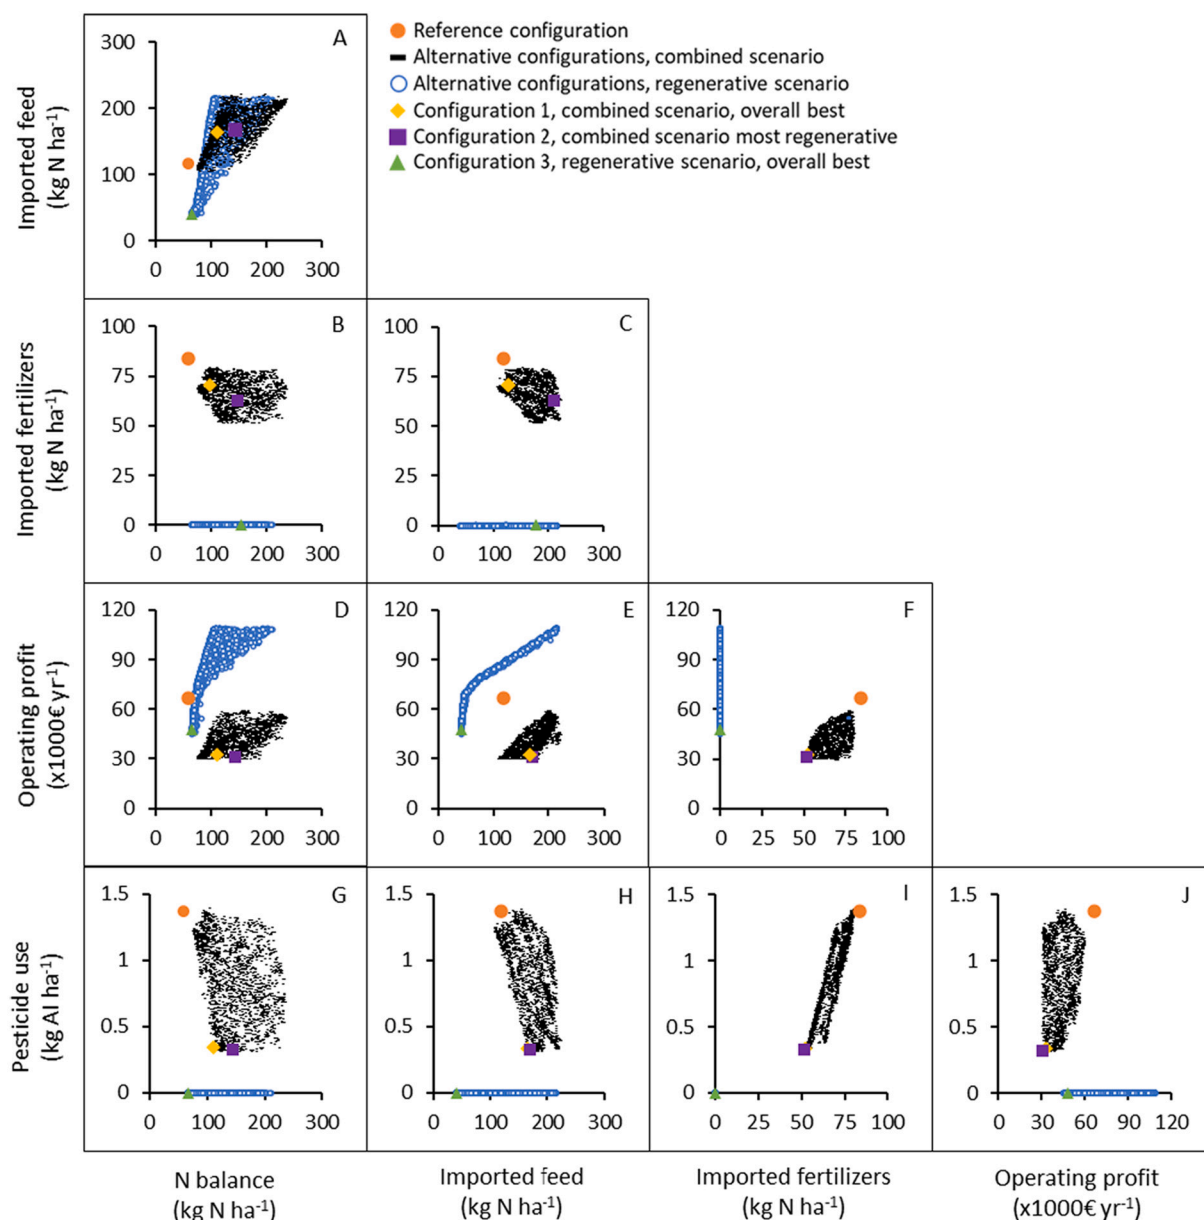 A
Reference configuration
Alternative configurations, combined scenario
Alternative configurations, regenerative scenario
Configuration 1, combined scenario, overall best
Configuration 2, combined scenario most regenerative
Configuration 3, regenerative scenario, overall best
Imported feed
(kg N ha-1)
300
200
100
0
0 100 200 300
B
C
Imported fertilizers
(kg N ha-1)
100
75
50
25
0
0 100 200 300
100
75
50
25
0
0 100 200 300
D
E
F
Operating profit
(x1000€ yr-1)
120
90
60
30
0
0 100 200 300
120
90
60
30
0
0 100 200 300
120
90
60
30
0
0 25 50 75 100
G
H
I
J
Pesticide use
(kg AI ha-1)
1.5
1
0.5
0
0 100 200 300
1.5
1
0.5
0
0 100 200 300
1.5
1
0.5
0
0 25 50 75 100
1.5
1
0.5
0
0 30 60 90 120
N balance
(kg N ha-1)
Imported feed
(kg N ha-1)
Imported fertilizers
(kg N ha-1)
Operating profit
(x1000€ yr-1)